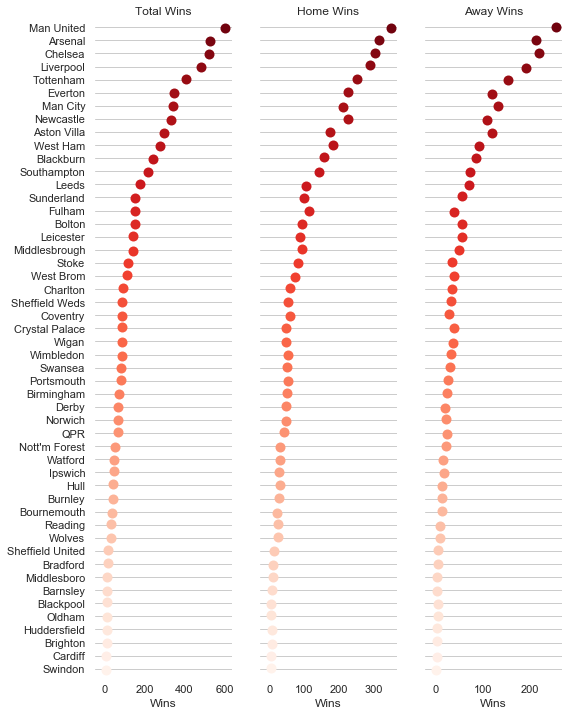 Total Wins Home Wins Away Wins
Man United
Arsenal
Chelsea
Liverpool
Tottenham
Everton
Man City
Newcastle
Aston Villa
West Ham
Blackburn
Southampton
Leeds
Sunderland
Fulham
Bolton
Leicester
Middlesbrough
Stoke
West Brom
Charlton
Sheffield Weds
Coventry
Crystal Palace
Wigan
Wimbledon
Swansea
Portsmouth
Birmingham
Derby
Norwich
QPR
Nott'm Forest
Watford
Ipswich
Hull
Burnley
Bournemouth
Reading
Wolves
Sheffield United
Bradford
Middlesboro
Barnsley
Blackpool
Oldham
Huddersfield
Brighton
Cardiff
Swindon
0 200 400 600 0 100 200 300 0 100 200
Wins Wins Wins